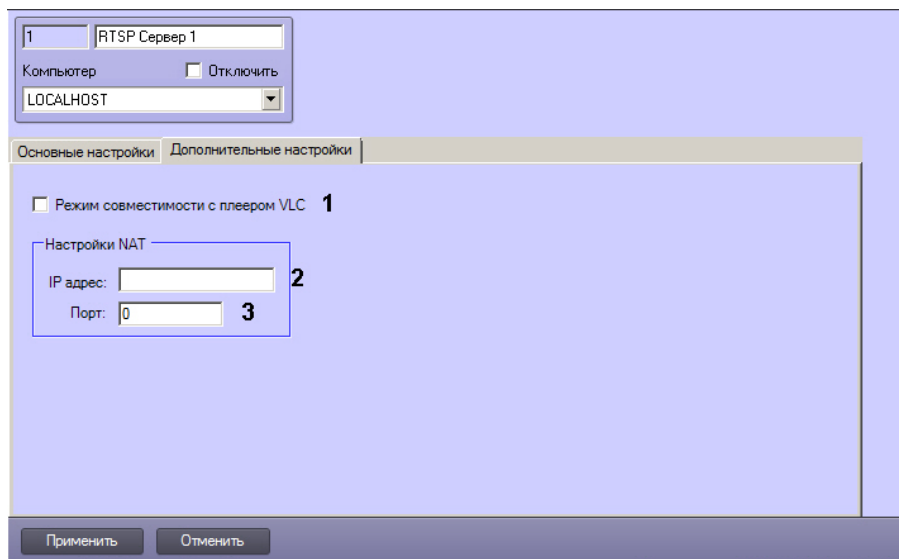 1 RTSP Сервер 1
Компьютер Отключить
LOCALHOST
Основные настройки Дополнительные настройки
Режим совместимости с плеером VLC 1
Настройки NAT
IP адрес: 2
Порт: 0 3
Применить Отменить